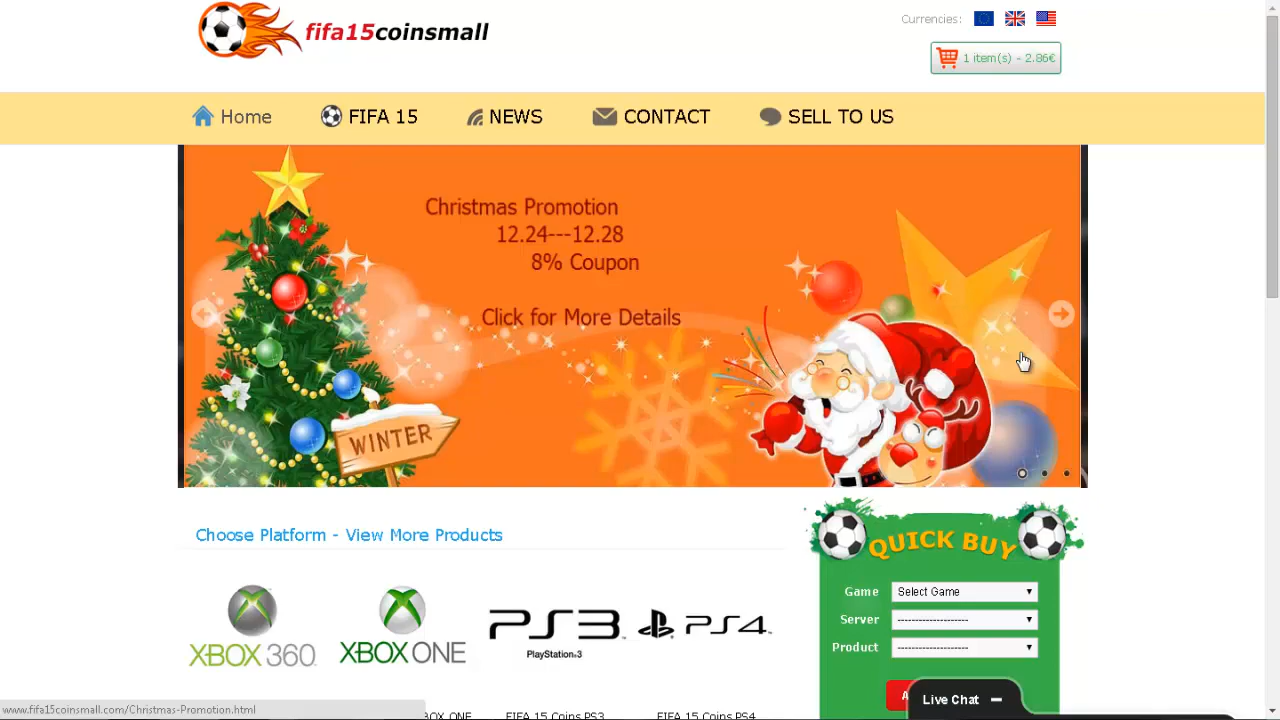 fifa15coinsmall
Currencies:
1 item(s) - 2.86€
Home FIFA 15 NEWS CONTACT SELL TO US
Christmas Promotion
12.24---12.28
8% Coupon
Click for More Details
WINTER
Choose Platform - View More Products
QUICK BUY
Game Select Game
Server --------------------
Product --------------------
XBOX 360 XBOX ONE PS3 PlayStation®3 PS4
A
Live Chat
www.fifa15coinsmall.com/Christmas-Promotion.html
XBOX ONE FIFA 15 Coins PS3 FIFA 15 Coins PS4